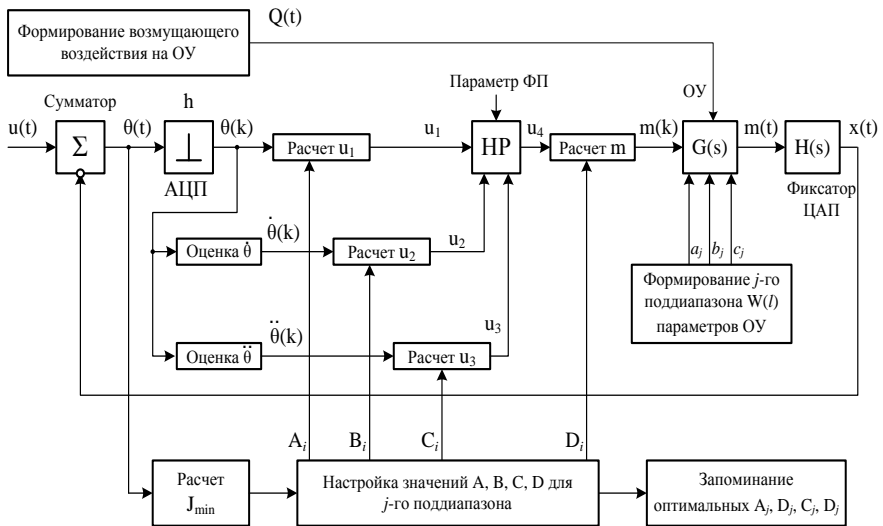 Q(t)
Формирование возмущающего
воздействия на ОУ
Параметр ФП
ОУ
Сумматор
h
u(t)
θ(t)
θ(k)
u1
u4
m(k)
m(t)
x(t)
Σ
⊥
Расчет u1
НР
Расчет m
G(s)
H(s)
АЦП
Фиксатор
ЦАП
θ̇(k)
u2
Оценка θ̇
Расчет u2
aj
bj
cj
Формирование j-го
поддиапазона W(l)
параметров ОУ
θ̈(k)
u3
Оценка θ̈
Расчет u3
Ai
Bi
Ci
Di
Расчет
Jmin
Настройка значений A, B, C, D для
j-го поддиапазона
Запоминание
оптимальных Aj, Dj, Cj, Dj